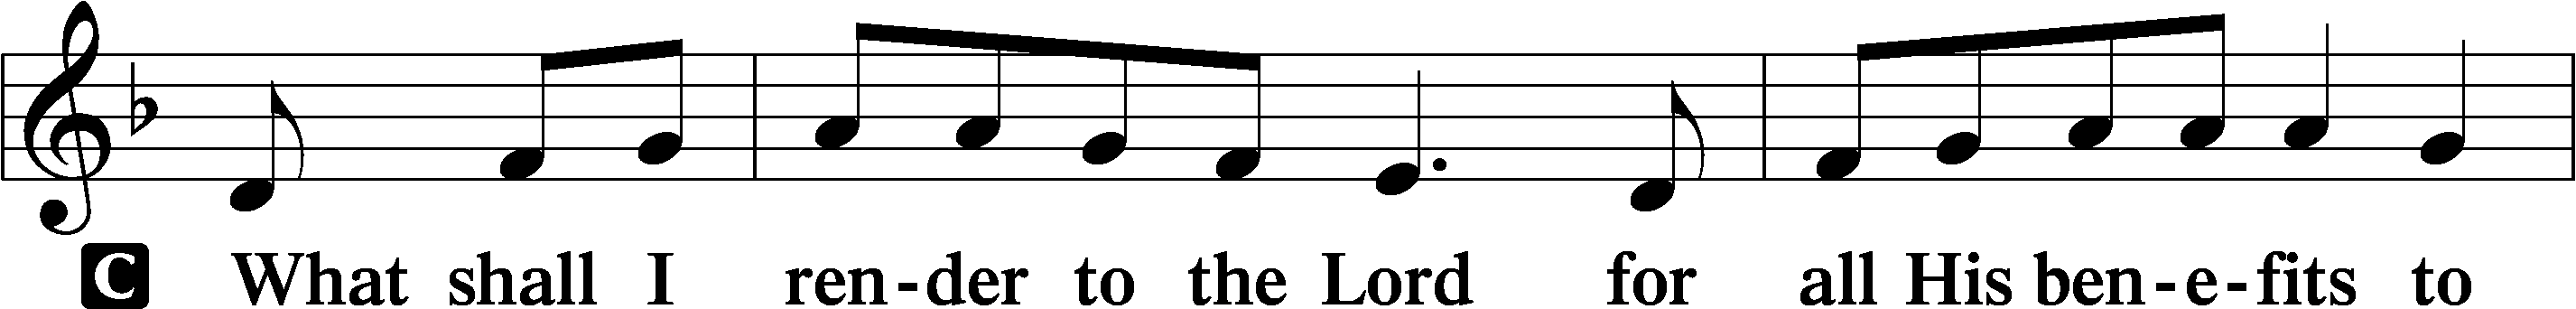 C What shall I ren-der to the Lord for all His ben-e-fits to